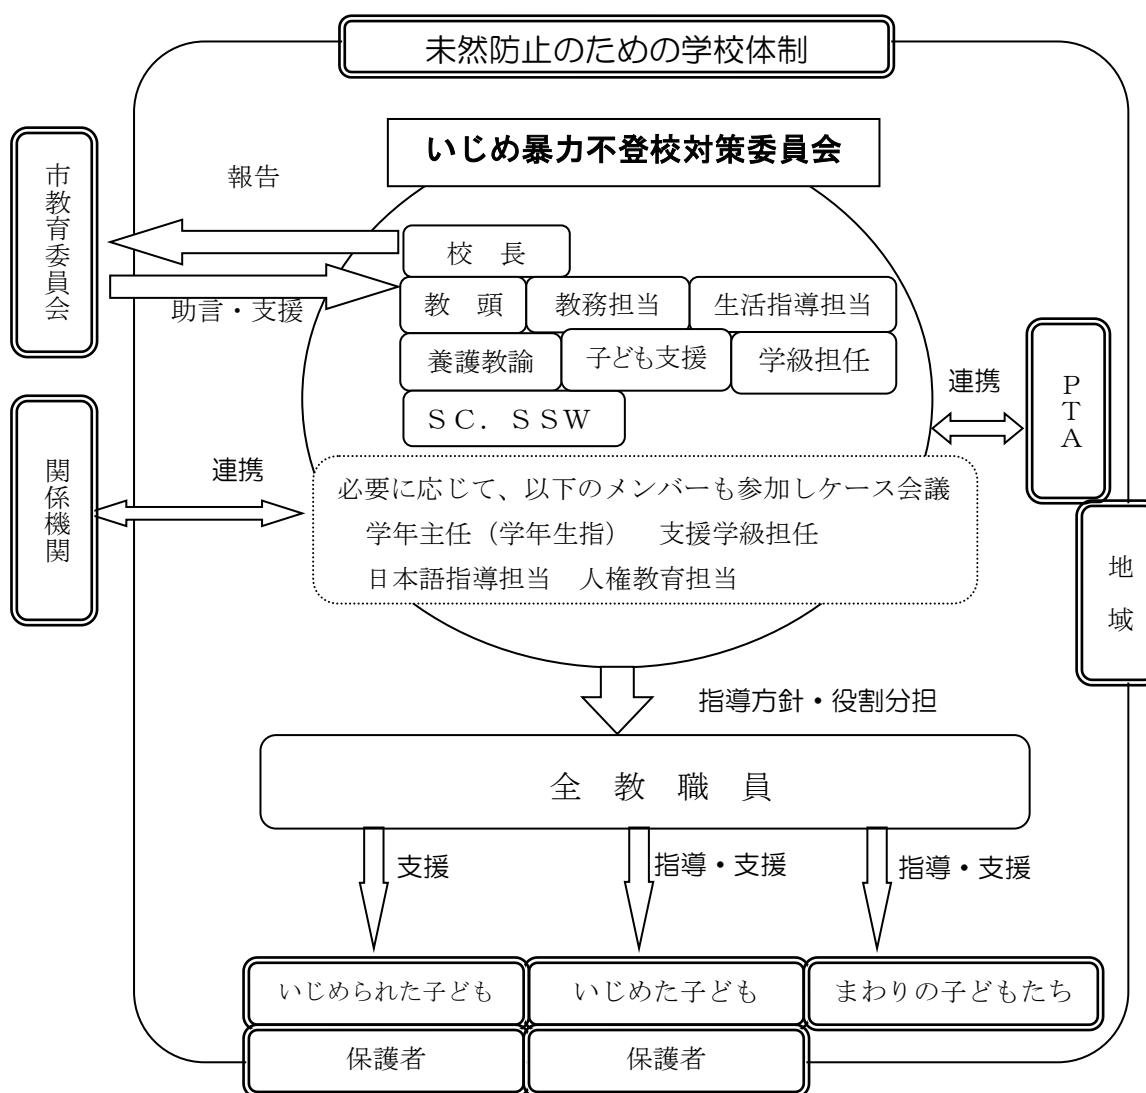 未然防止のための学校体制
いじめ暴力不登校対策委員会
市教育委員会
報告
助言・支援
校　長
教　頭
教務担当
生活指導担当
養護教諭
子ども支援
学級担任
ＳＣ．ＳＳＷ
関係機関
連携
連携
ＰＴＡ
地域
必要に応じて、以下のメンバーも参加しケース会議
学年主任（学年生指）　支援学級担任
日本語指導担当　人権教育担当
指導方針・役割分担
全　教　職　員
支援
指導・支援
指導・支援
いじめられた子ども
いじめた子ども
まわりの子どもたち
保護者
保護者